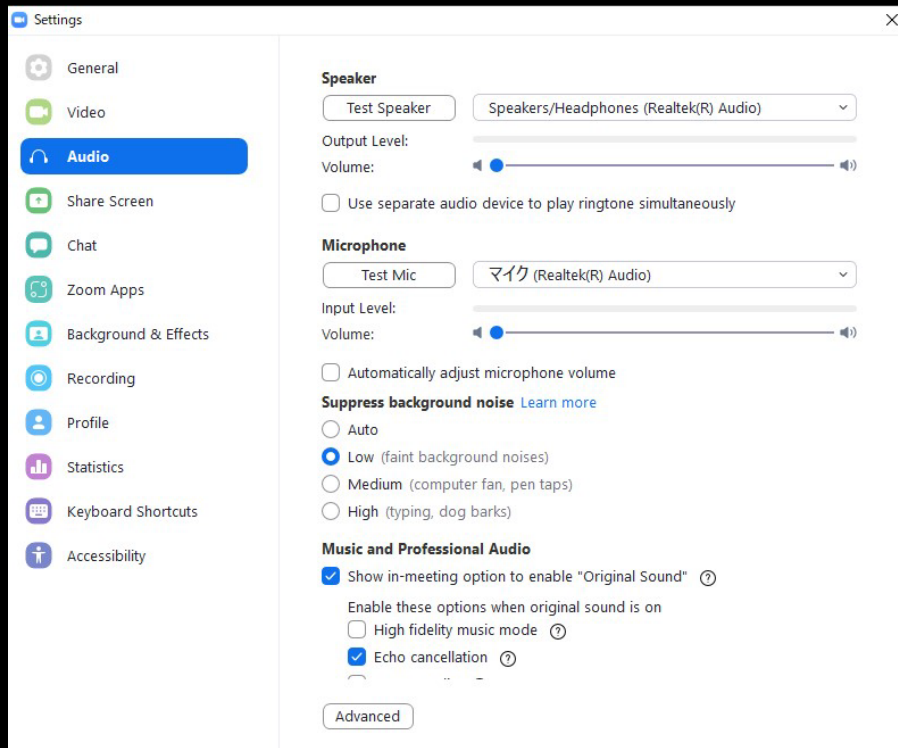 Settings
General
Video
Audio
Share Screen
Chat
Zoom Apps
Background & Effects
Recording
Profile
Statistics
Keyboard Shortcuts
Accessibility
Speaker
Test Speaker
Speakers/Headphones (Realtek(R) Audio)
Output Level:
Volume:
Use separate audio device to play ringtone simultaneously
Microphone
Test Mic
マイク (Realtek(R) Audio)
Input Level:
Volume:
Automatically adjust microphone volume
Suppress background noise Learn more
Auto
Low (faint background noises)
Medium (computer fan, pen taps)
High (typing, dog barks)
Music and Professional Audio
Show in-meeting option to enable "Original Sound" ?
Enable these options when original sound is on
High fidelity music mode ?
Echo cancellation ?
Advanced